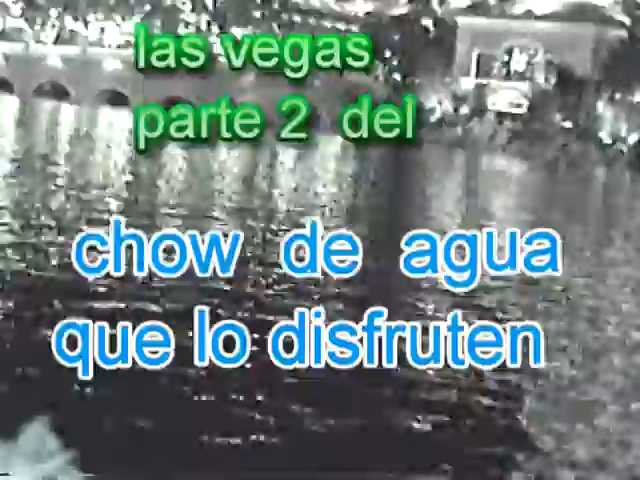 las vegas
parte 2 del
chow de agua
que lo disfruten